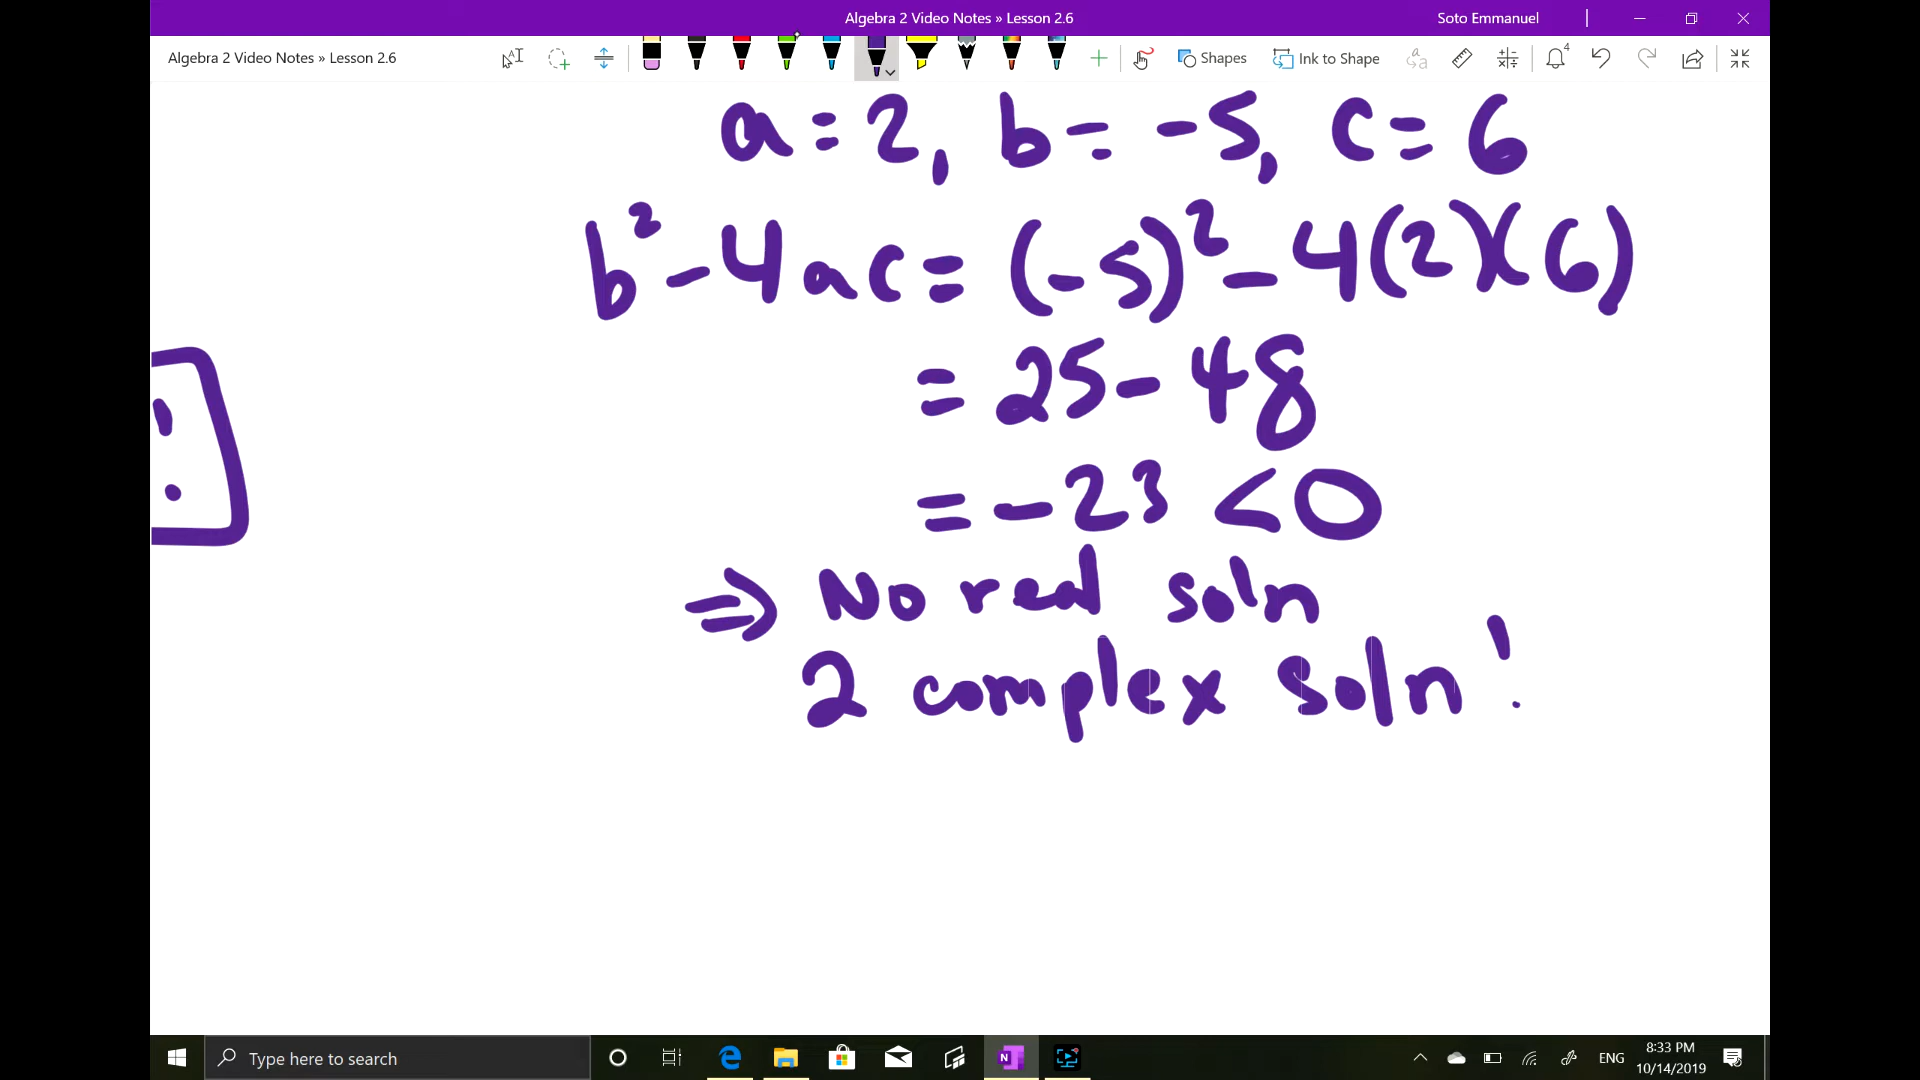 Algebra 2 Video Notes » Lesson 2.6
Soto Emmanuel
Algebra 2 Video Notes » Lesson 2.6
Shapes
Ink to Shape
4
a = 2, b = -5, c = 6
b² - 4ac = (-5)² - 4(2)(6)
= 25 - 48
= -23 < 0
⇒ No real soln
2 complex soln!
!
Type here to search
ENG
8:33 PM
10/14/2019